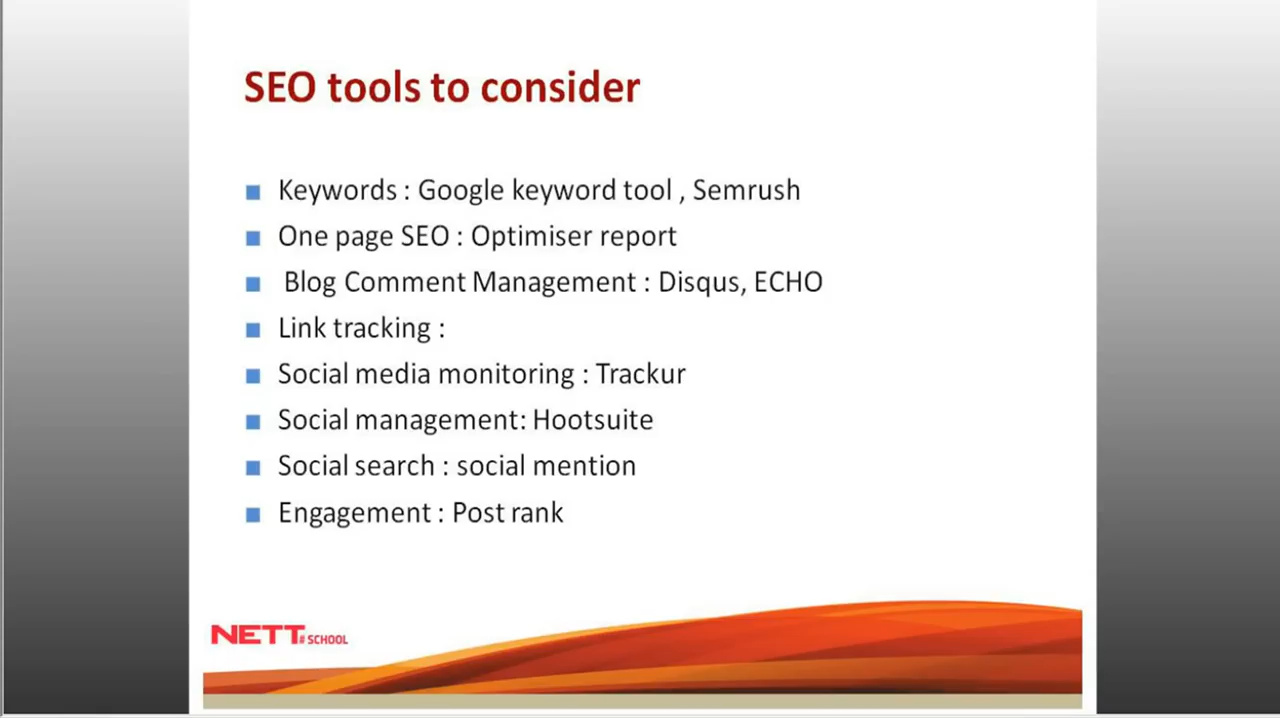 SEO tools to consider
Keywords : Google keyword tool , Semrush
One page SEO : Optimiser report
Blog Comment Management : Disqus, ECHO
Link tracking :
Social media monitoring : Trackur
Social management: Hootsuite
Social search : social mention
Engagement : Post rank
NETT# SCHOOL